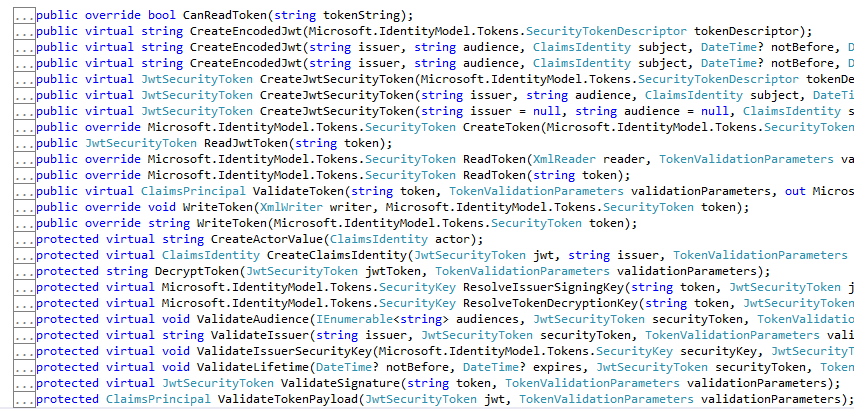 ...public override bool CanReadToken(string tokenString);
...public virtual string CreateEncodedJwt(Microsoft.IdentityModel.Tokens.SecurityTokenDescriptor tokenDescriptor);
...public virtual string CreateEncodedJwt(string issuer, string audience, ClaimsIdentity subject, DateTime? notBefore, D
...public virtual string CreateEncodedJwt(string issuer, string audience, ClaimsIdentity subject, DateTime? notBefore, D
...public virtual JwtSecurityToken CreateJwtSecurityToken(Microsoft.IdentityModel.Tokens.SecurityTokenDescriptor tokenDe
...public virtual JwtSecurityToken CreateJwtSecurityToken(string issuer, string audience, ClaimsIdentity subject, DateTi
...public virtual JwtSecurityToken CreateJwtSecurityToken(string issuer = null, string audience = null, ClaimsIdentity s
...public override Microsoft.IdentityModel.Tokens.SecurityToken CreateToken(Microsoft.IdentityModel.Tokens.SecurityToken
...public JwtSecurityToken ReadJwtToken(string token);
...public override Microsoft.IdentityModel.Tokens.SecurityToken ReadToken(XmlReader reader, TokenValidationParameters va
...public override Microsoft.IdentityModel.Tokens.SecurityToken ReadToken(string token);
...public virtual ClaimsPrincipal ValidateToken(string token, TokenValidationParameters validationParameters, out Micros
...public override void WriteToken(XmlWriter writer, Microsoft.IdentityModel.Tokens.SecurityToken token);
...public override string WriteToken(Microsoft.IdentityModel.Tokens.SecurityToken token);
...protected virtual string CreateActorValue(ClaimsIdentity actor);
...protected virtual ClaimsIdentity CreateClaimsIdentity(JwtSecurityToken jwt, string issuer, TokenValidationParameters
...protected string DecryptToken(JwtSecurityToken jwtToken, TokenValidationParameters validationParameters);
...protected virtual Microsoft.IdentityModel.Tokens.SecurityKey ResolveIssuerSigningKey(string token, JwtSecurityToken j
...protected virtual Microsoft.IdentityModel.Tokens.SecurityKey ResolveTokenDecryptionKey(string token, JwtSecurityToken
...protected virtual void ValidateAudience(IEnumerable<string> audiences, JwtSecurityToken securityToken, TokenValidatio
...protected virtual string ValidateIssuer(string issuer, JwtSecurityToken securityToken, TokenValidationParameters vali
...protected virtual void ValidateIssuerSecurityKey(Microsoft.IdentityModel.Tokens.SecurityKey securityKey, JwtSecurityT
...protected virtual void ValidateLifetime(DateTime? notBefore, DateTime? expires, JwtSecurityToken securityToken, Token
...protected virtual JwtSecurityToken ValidateSignature(string token, TokenValidationParameters validationParameters);
...protected ClaimsPrincipal ValidateTokenPayload(JwtSecurityToken jwt, TokenValidationParameters validationParameters);